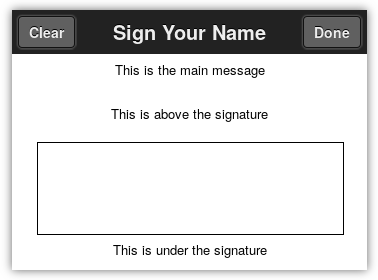 Clear
Sign Your Name
Done
This is the main message
This is above the signature
This is under the signature